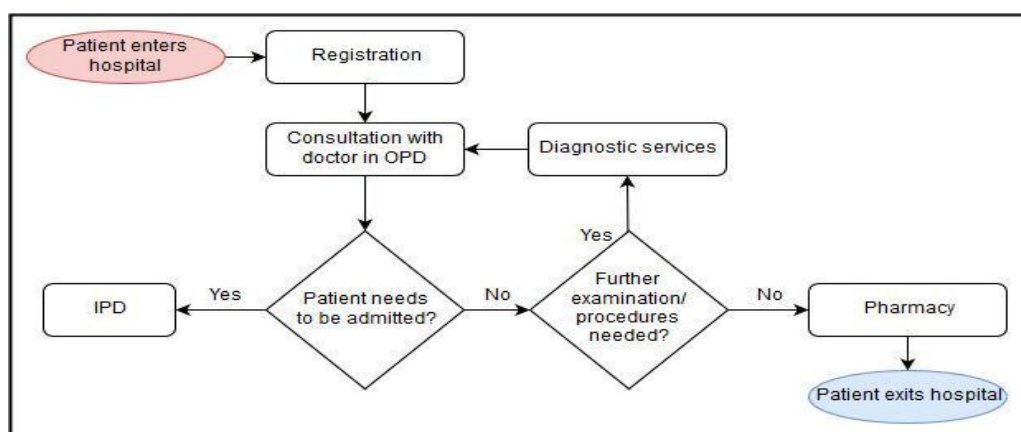 Patient enters
hospital
Registration
Consultation with
doctor in OPD
Diagnostic services
Yes
Further
examination/
procedures
needed?
Patient needs
to be admitted?
Yes
No
No
IPD
Pharmacy
Patient exits hospital